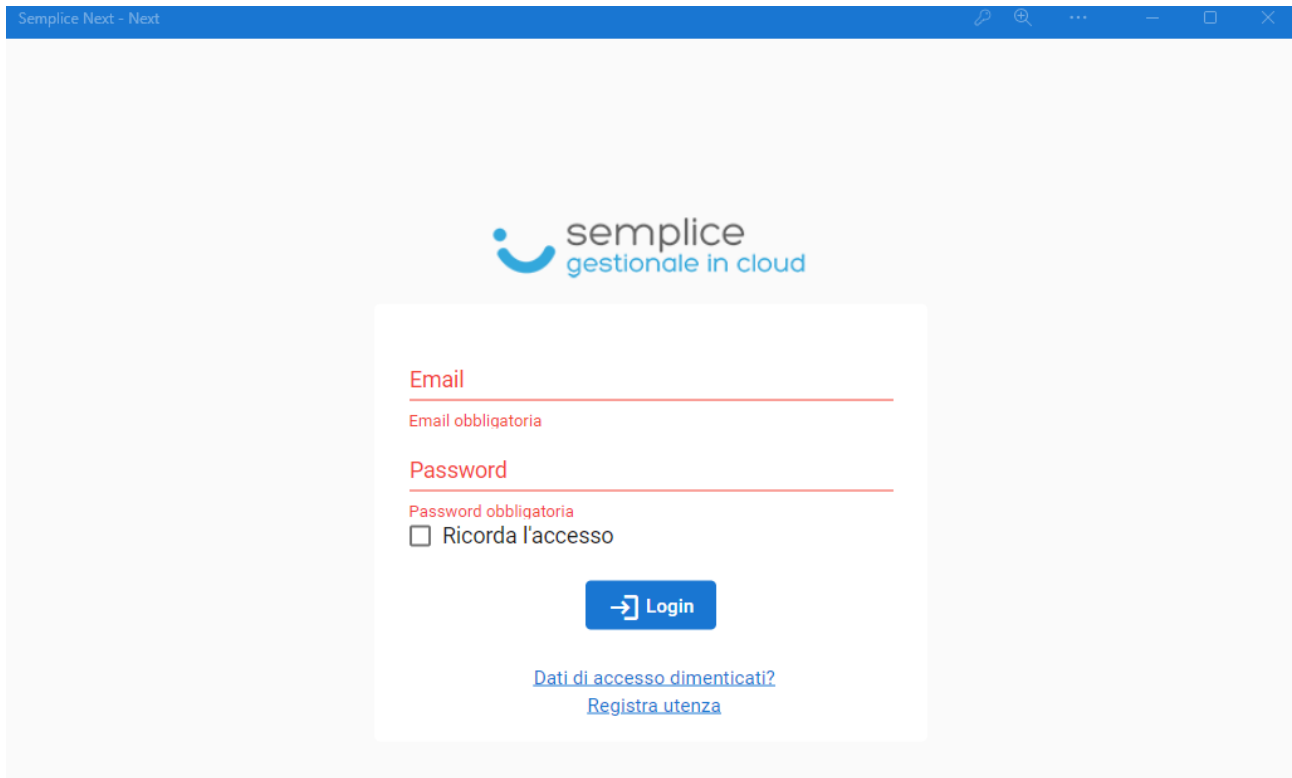 Semplice Next - Next
semplice
gestionale in cloud
Email
Email obbligatoria
Password
Password obbligatoria
Ricorda l'accesso
Login
Dati di accesso dimenticati?
Registra utenza